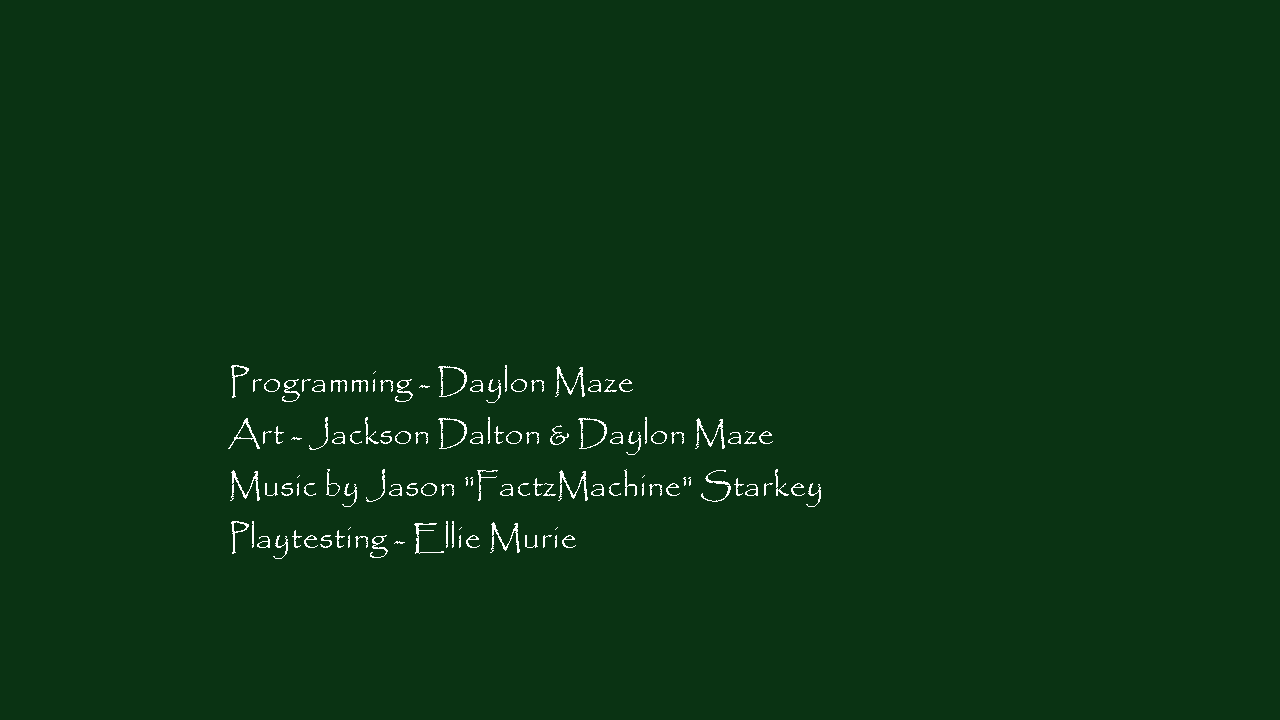 Programming - Daylon Maze
Art - Jackson Dalton & Daylon Maze
Music by Jason "FactzMachine" Starkey
Playtesting - Ellie Murie